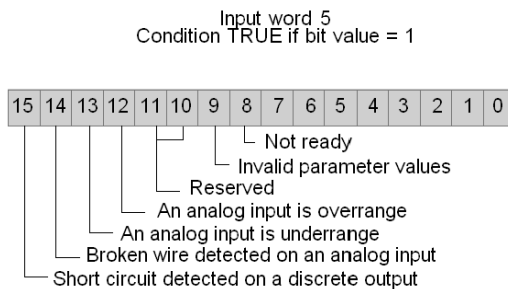 Input word 5
Condition TRUE if bit value = 1
15 14 13 12 11 10 9 8 7 6 5 4 3 2 1 0
Not ready
Invalid parameter values
Reserved
An analog input is overrange
An analog input is underrange
Broken wire detected on an analog input
Short circuit detected on a discrete output